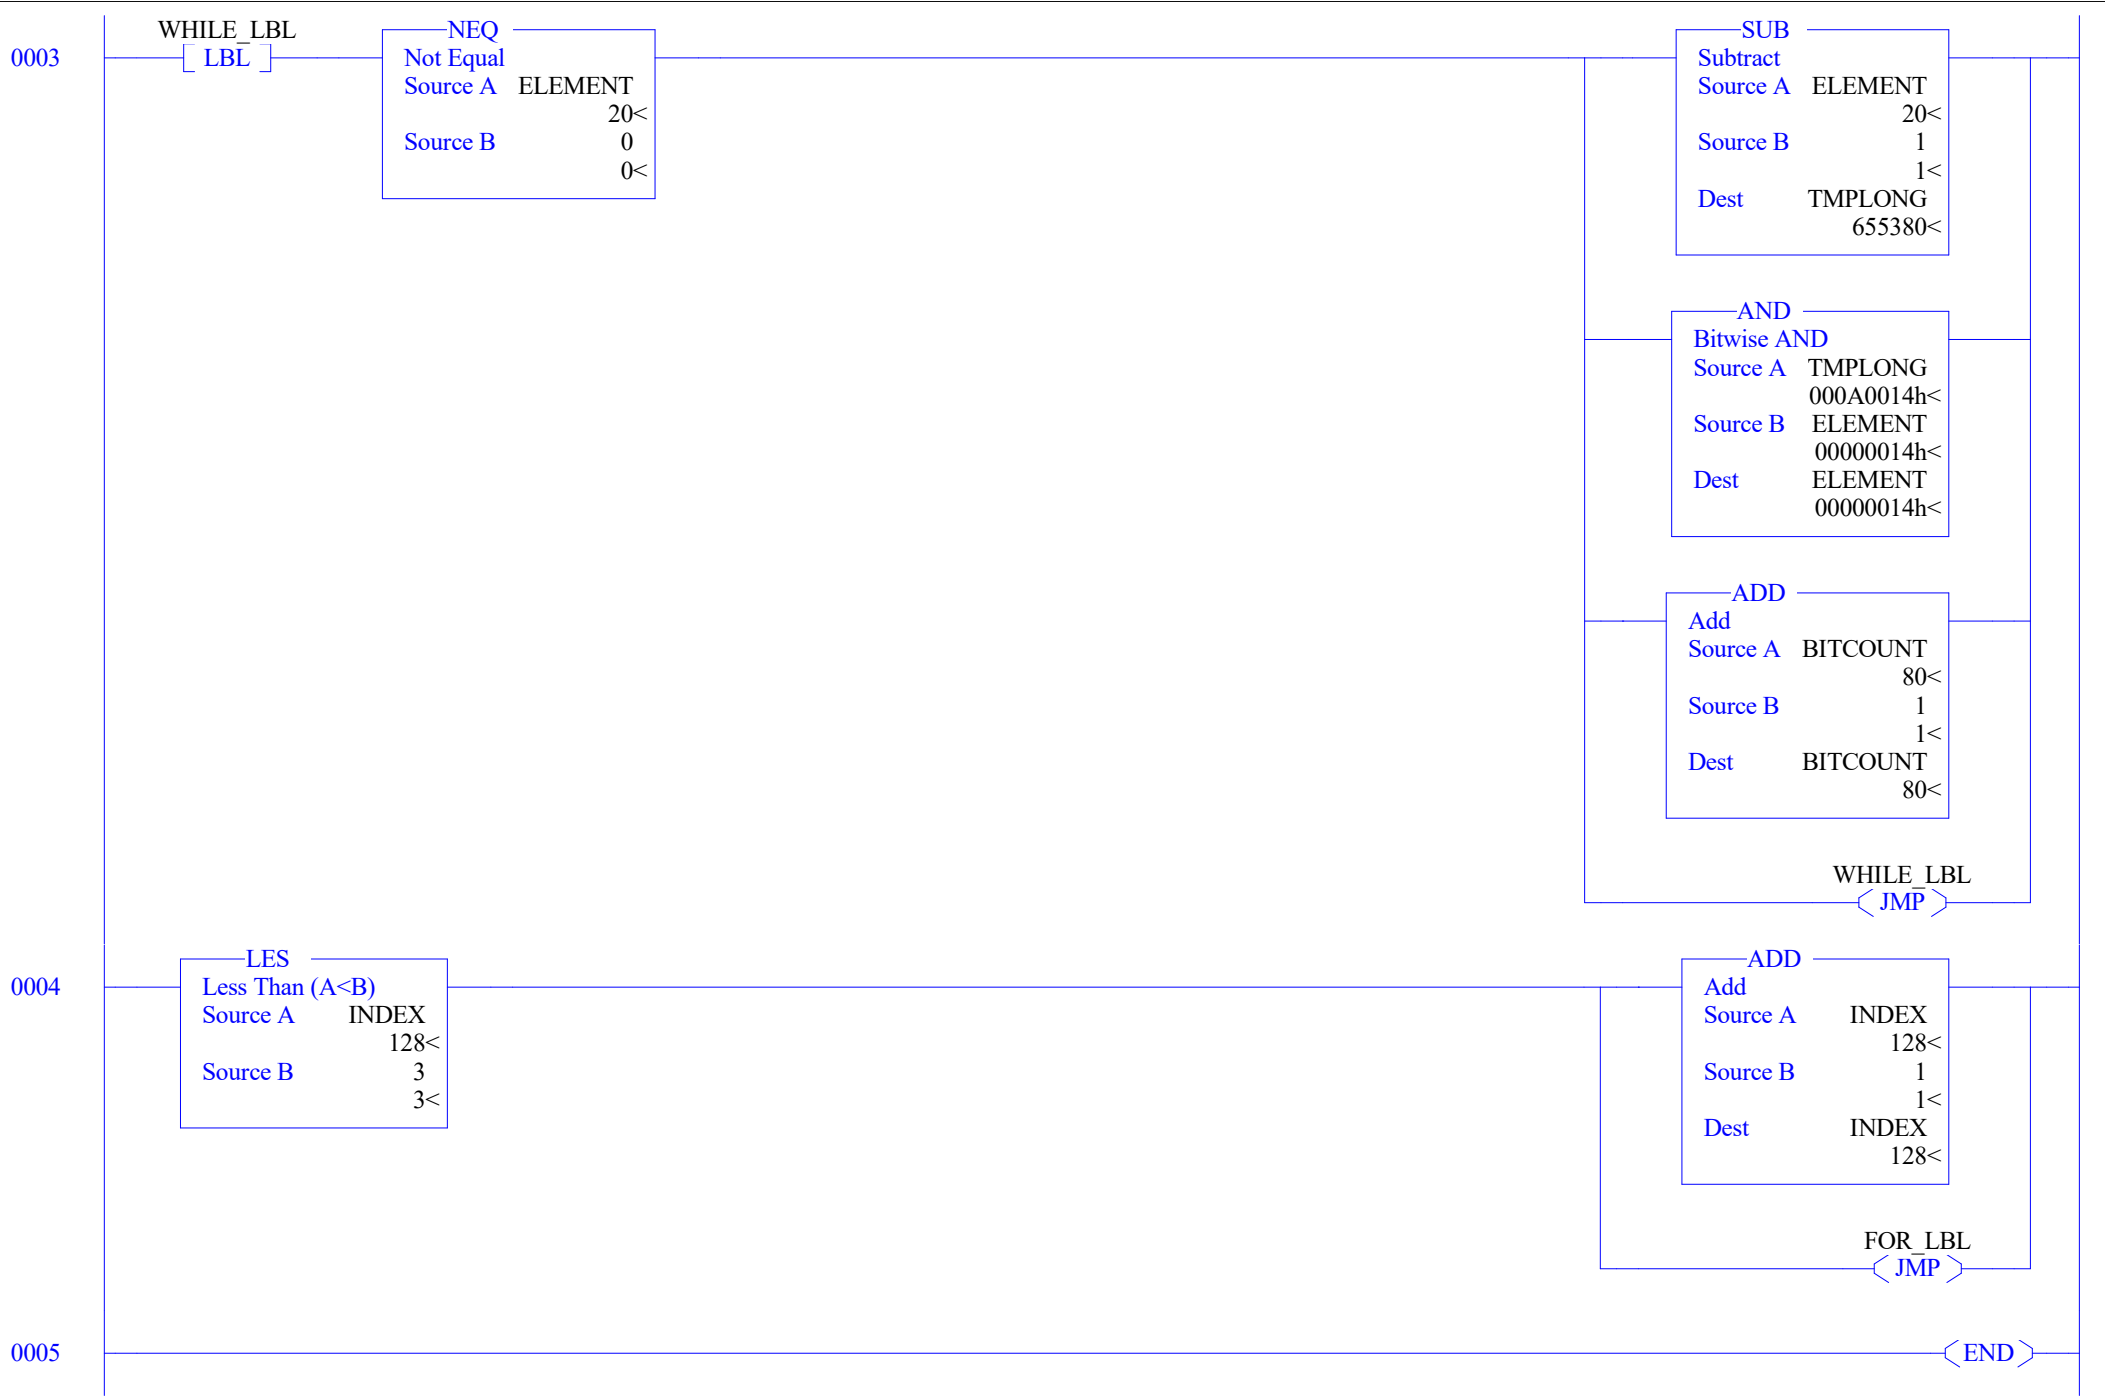 WHILE_LBL
0003
LBL
NEQ
Not Equal
Source A ELEMENT
20<
Source B 0
0<
SUB
Subtract
Source A ELEMENT
20<
Source B 1
1<
Dest TMPLONG
655380<
AND
Bitwise AND
Source A TMPLONG
000A0014h<
Source B ELEMENT
00000014h<
Dest ELEMENT
00000014h<
ADD
Add
Source A BITCOUNT
80<
Source B 1
1<
Dest BITCOUNT
80<
WHILE_LBL
JMP
0004
LES
Less Than (A<B)
Source A INDEX
128<
Source B 3
3<
ADD
Add
Source A INDEX
128<
Source B 1
1<
Dest INDEX
128<
FOR_LBL
JMP
0005
END